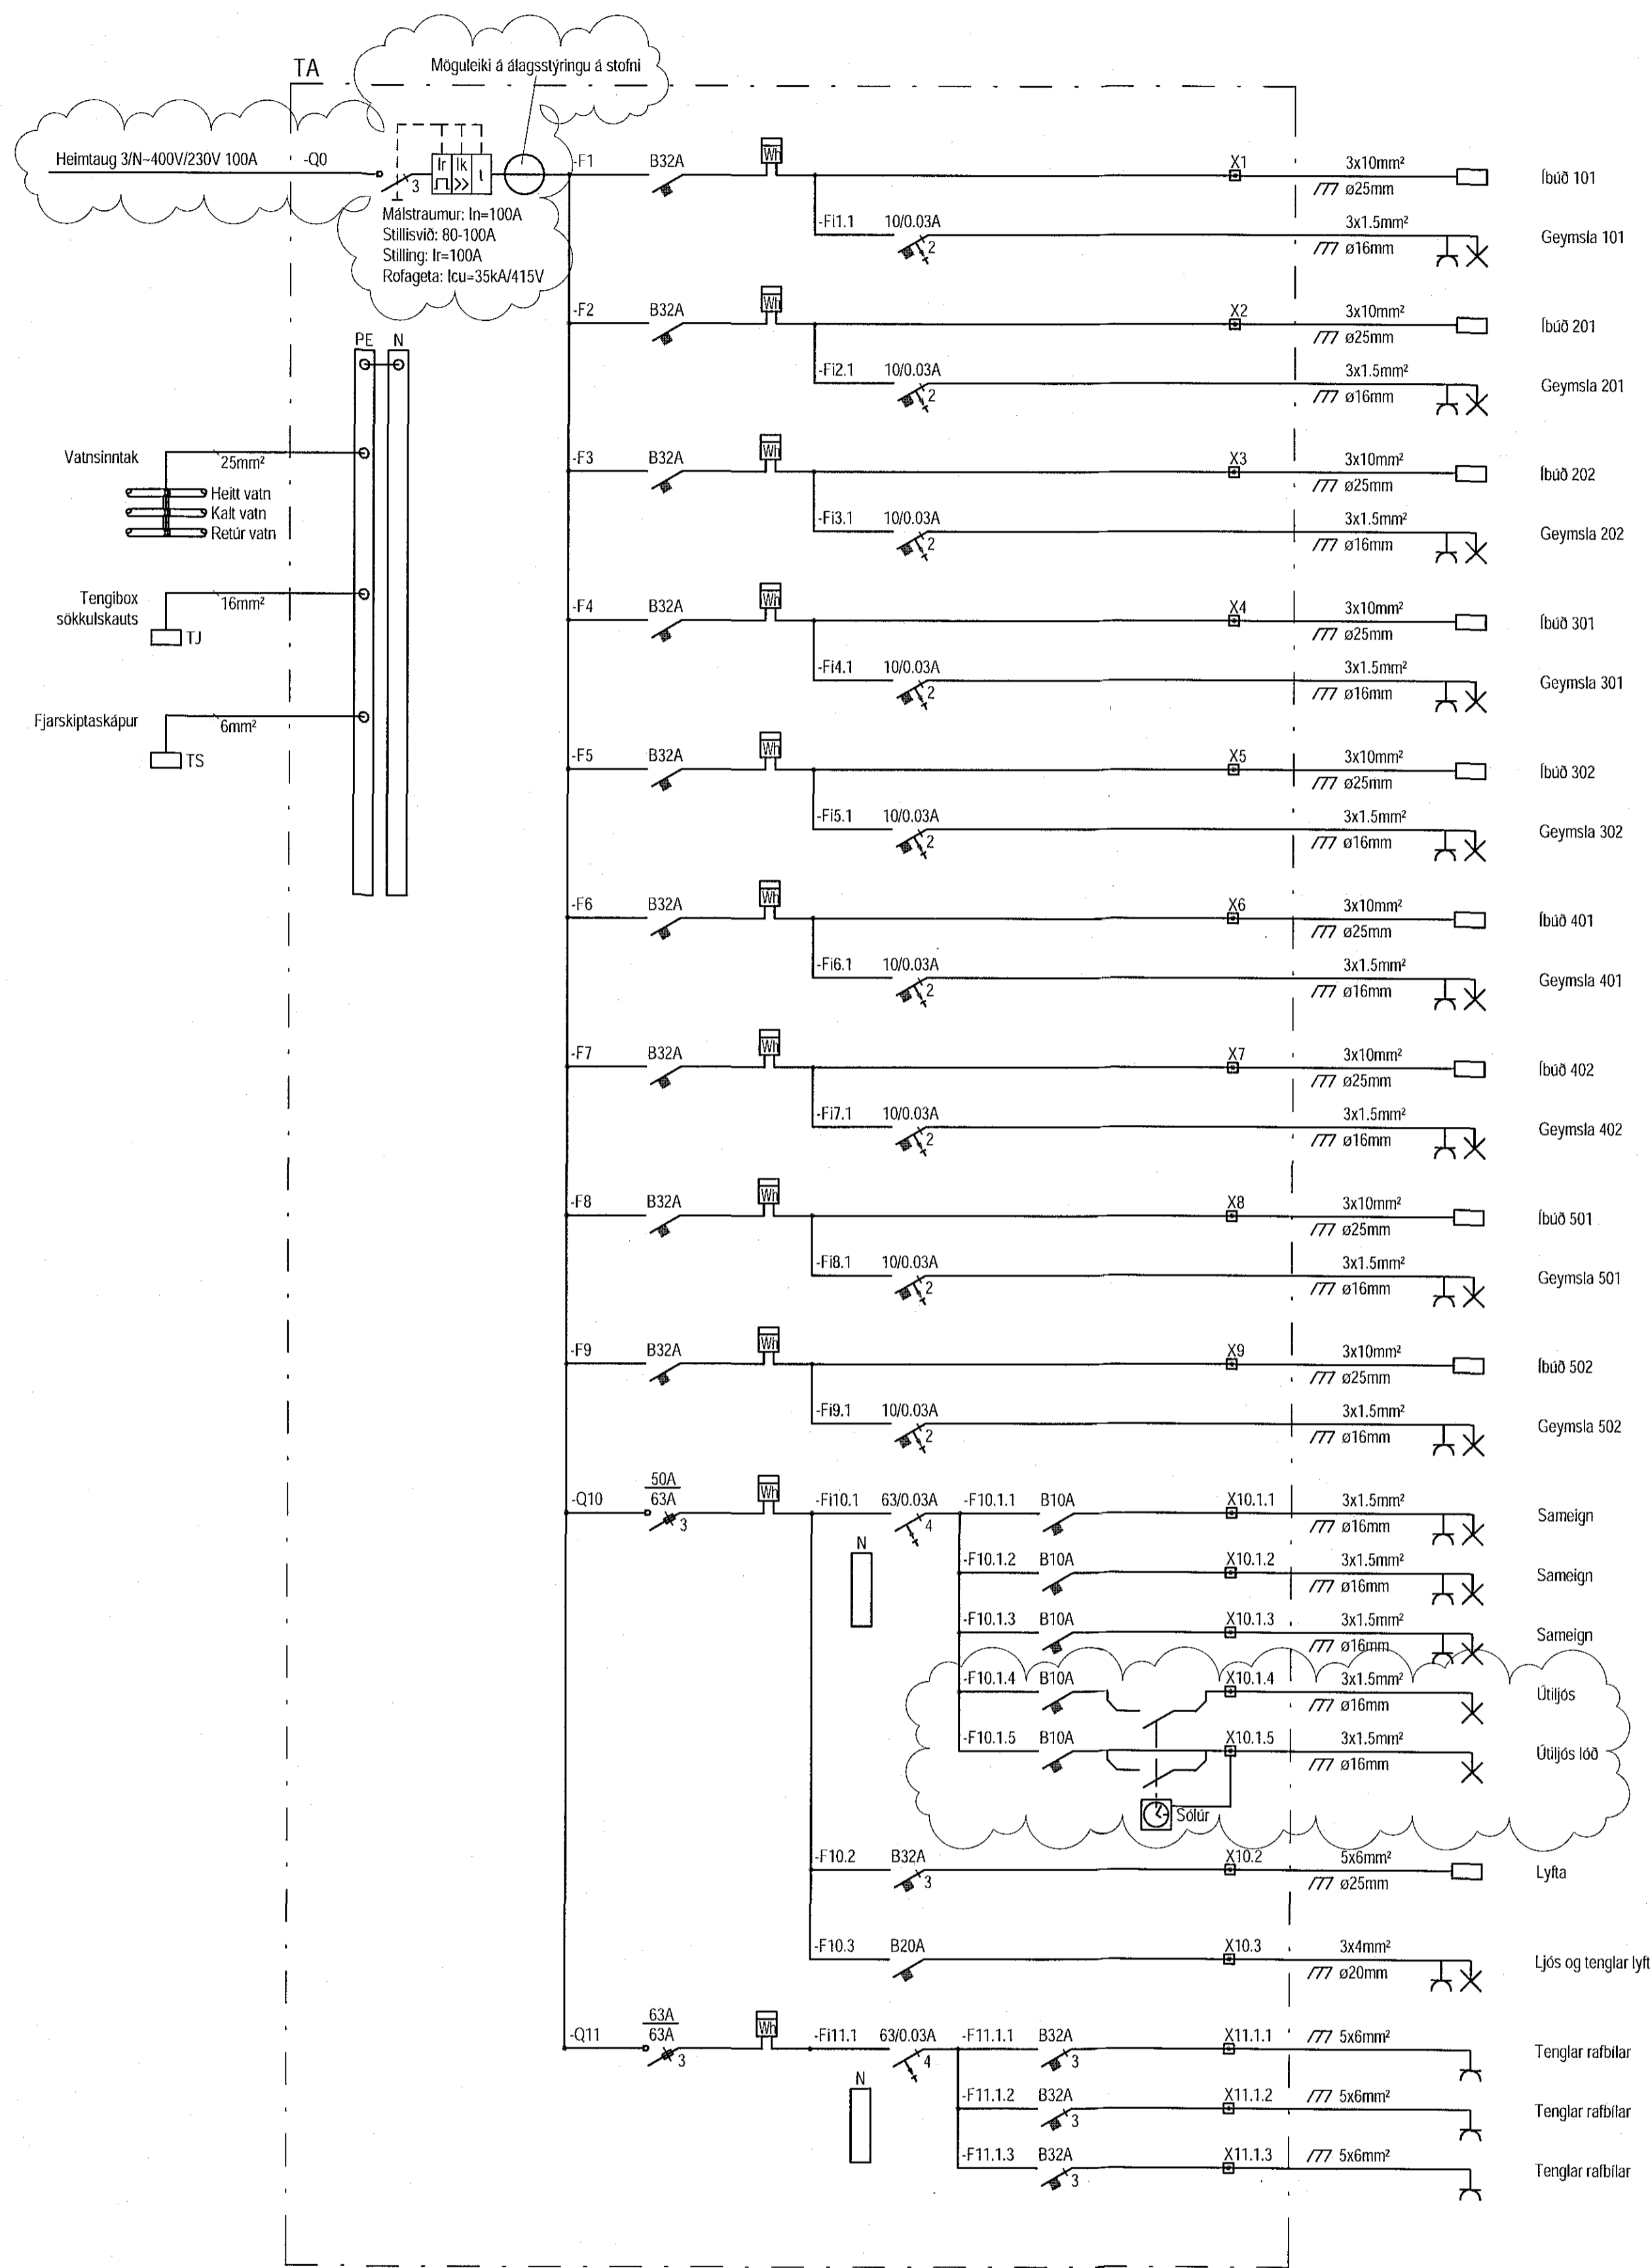 TA
Möguleiki á álagsstýringu á stofni
Heimtaug 3/N~400V/230V 100A
-Q0
3
Ir
Ik
>>
t
Málstraumur: In=100A
Stillisvið: 80-100A
Stilling: Ir=100A
Rofageta: Icu=35kA/415V
PE N
Vatnsinntak
25mm²
Heitt vatn
Kalt vatn
Retúr vatn
Tengibox
sökkulskauts
16mm²
TJ
Fjarskiptaskápur
6mm²
TS
-F1 B32A Wh X1 3x10mm² Íbúð 101
ø25mm
-Fi1.1 10/0.03A 3x1.5mm² Geymsla 101
2 ø16mm
-F2 B32A Wh X2 3x10mm² Íbúð 201
ø25mm
-Fi2.1 10/0.03A 3x1.5mm² Geymsla 201
2 ø16mm
-F3 B32A Wh X3 3x10mm² Íbúð 202
ø25mm
-Fi3.1 10/0.03A 3x1.5mm² Geymsla 202
2 ø16mm
-F4 B32A Wh X4 3x10mm² Íbúð 301
ø25mm
-Fi4.1 10/0.03A 3x1.5mm² Geymsla 301
2 ø16mm
-F5 B32A Wh X5 3x10mm² Íbúð 302
ø25mm
-Fi5.1 10/0.03A 3x1.5mm² Geymsla 302
2 ø16mm
-F6 B32A Wh X6 3x10mm² Íbúð 401
ø25mm
-Fi6.1 10/0.03A 3x1.5mm² Geymsla 401
2 ø16mm
-F7 B32A Wh X7 3x10mm² Íbúð 402
ø25mm
-Fi7.1 10/0.03A 3x1.5mm² Geymsla 402
2 ø16mm
-F8 B32A Wh X8 3x10mm² Íbúð 501
ø25mm
-Fi8.1 10/0.03A 3x1.5mm² Geymsla 501
2 ø16mm
-F9 B32A Wh X9 3x10mm² Íbúð 502
ø25mm
-Fi9.1 10/0.03A 3x1.5mm² Geymsla 502
2 ø16mm
50A
-Q10 63A Wh -Fi10.1 63/0.03A -F10.1.1 B10A X10.1.1 3x1.5mm² Sameign
3 4 ø16mm
N
-F10.1.2 B10A X10.1.2 3x1.5mm² Sameign
ø16mm
-F10.1.3 B10A X10.1.3 3x1.5mm² Sameign
ø16mm
-F10.1.4 B10A X10.1.4 3x1.5mm² Útiljós
ø16mm
-F10.1.5 B10A X10.1.5 3x1.5mm² Útiljós lóð
ø16mm
Sólúr
-F10.2 B32A X10.2 5x6mm² Lyfta
3 ø25mm
-F10.3 B20A X10.3 3x4mm² Ljós og tenglar lyft
ø20mm
63A
-Q11 63A Wh -Fi11.1 63/0.03A -F11.1.1 B32A X11.1.1 5x6mm² Tenglar rafbílar
3 4 3
N
-F11.1.2 B32A X11.1.2 5x6mm² Tenglar rafbílar
3
-F11.1.3 B32A X11.1.3 5x6mm² Tenglar rafbílar
3